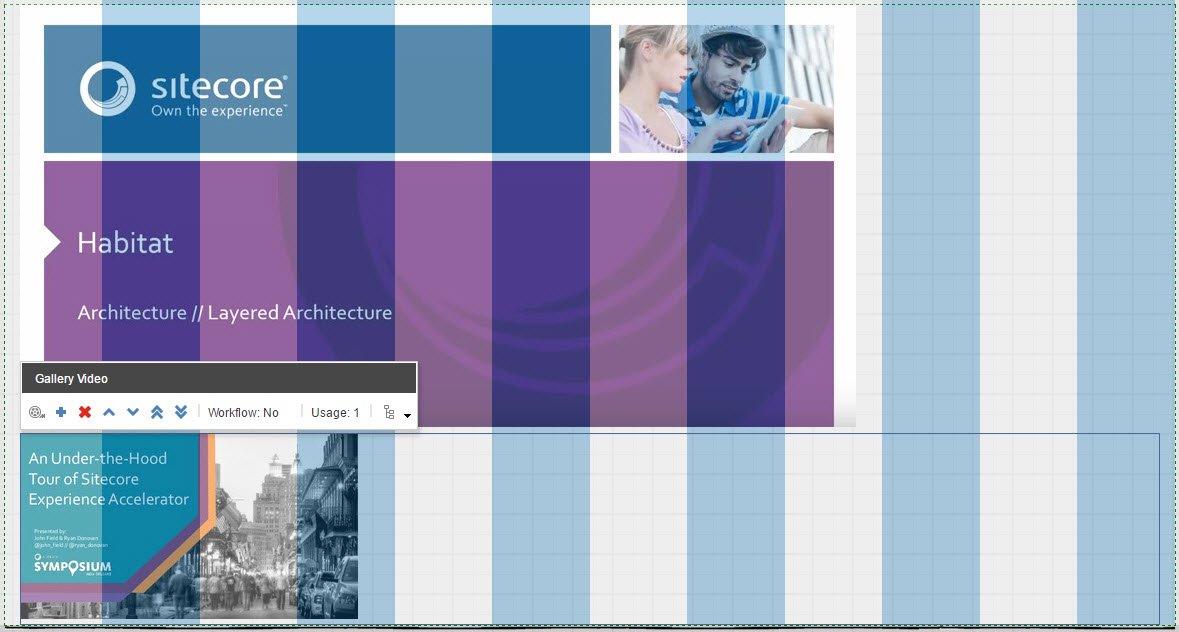 sitecore®
Own the experience™
Habitat
Architecture // Layered Architecture
Gallery Video
Workflow: No
Usage: 1
An Under-the-Hood
Tour of Sitecore
Experience Accelerator
Presented by
John Field & Ryan Donovan
@john_field // @ryan_donovan
SYMPOSIUM